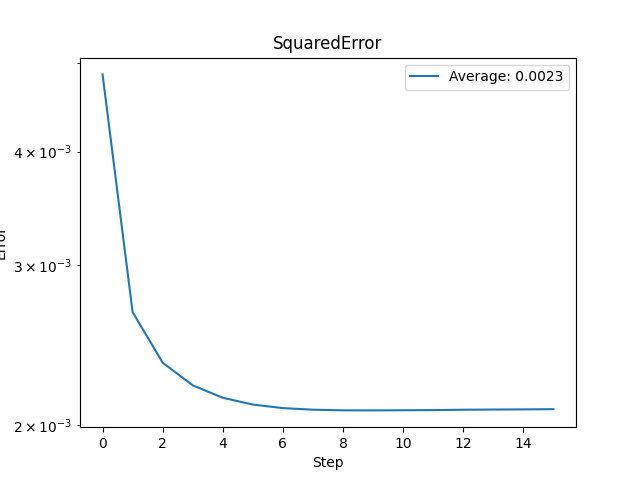 SquaredError
Average: 0.0023
4 × 10⁻³
3 × 10⁻³
2 × 10⁻³
Error
0 2 4 6 8 10 12 14
Step